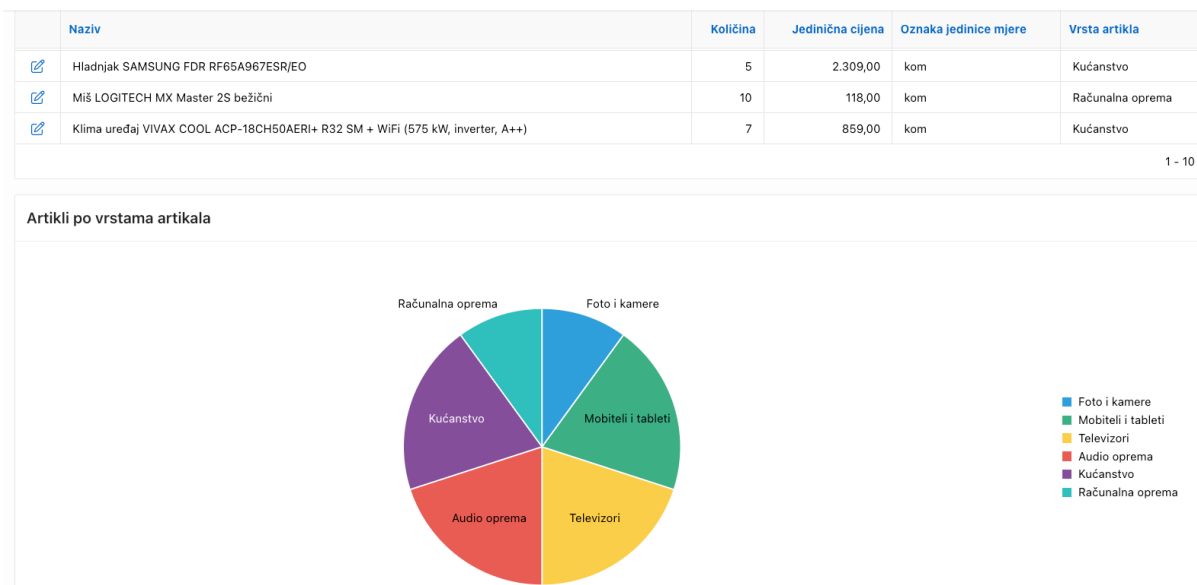 Naziv Količina Jedinična cijena Oznaka jedinice mjere Vrsta artikla
Hladnjak SAMSUNG FDR RF65A967ESR/EO 5 2.309,00 kom Kućanstvo
Miš LOGITECH MX Master 2S bežični 10 118,00 kom Računalna oprema
Klima uređaj VIVAX COOL ACP-18CH50AERI+ R32 SM + WiFi (575 kW, inverter, A++) 7 859,00 kom Kućanstvo
1 - 10
Artikli po vrstama artikala
Računalna oprema Foto i kamere
Kućanstvo Mobiteli i tableti
Audio oprema Televizori
Foto i kamere
Mobiteli i tableti
Televizori
Audio oprema
Kućanstvo
Računalna oprema